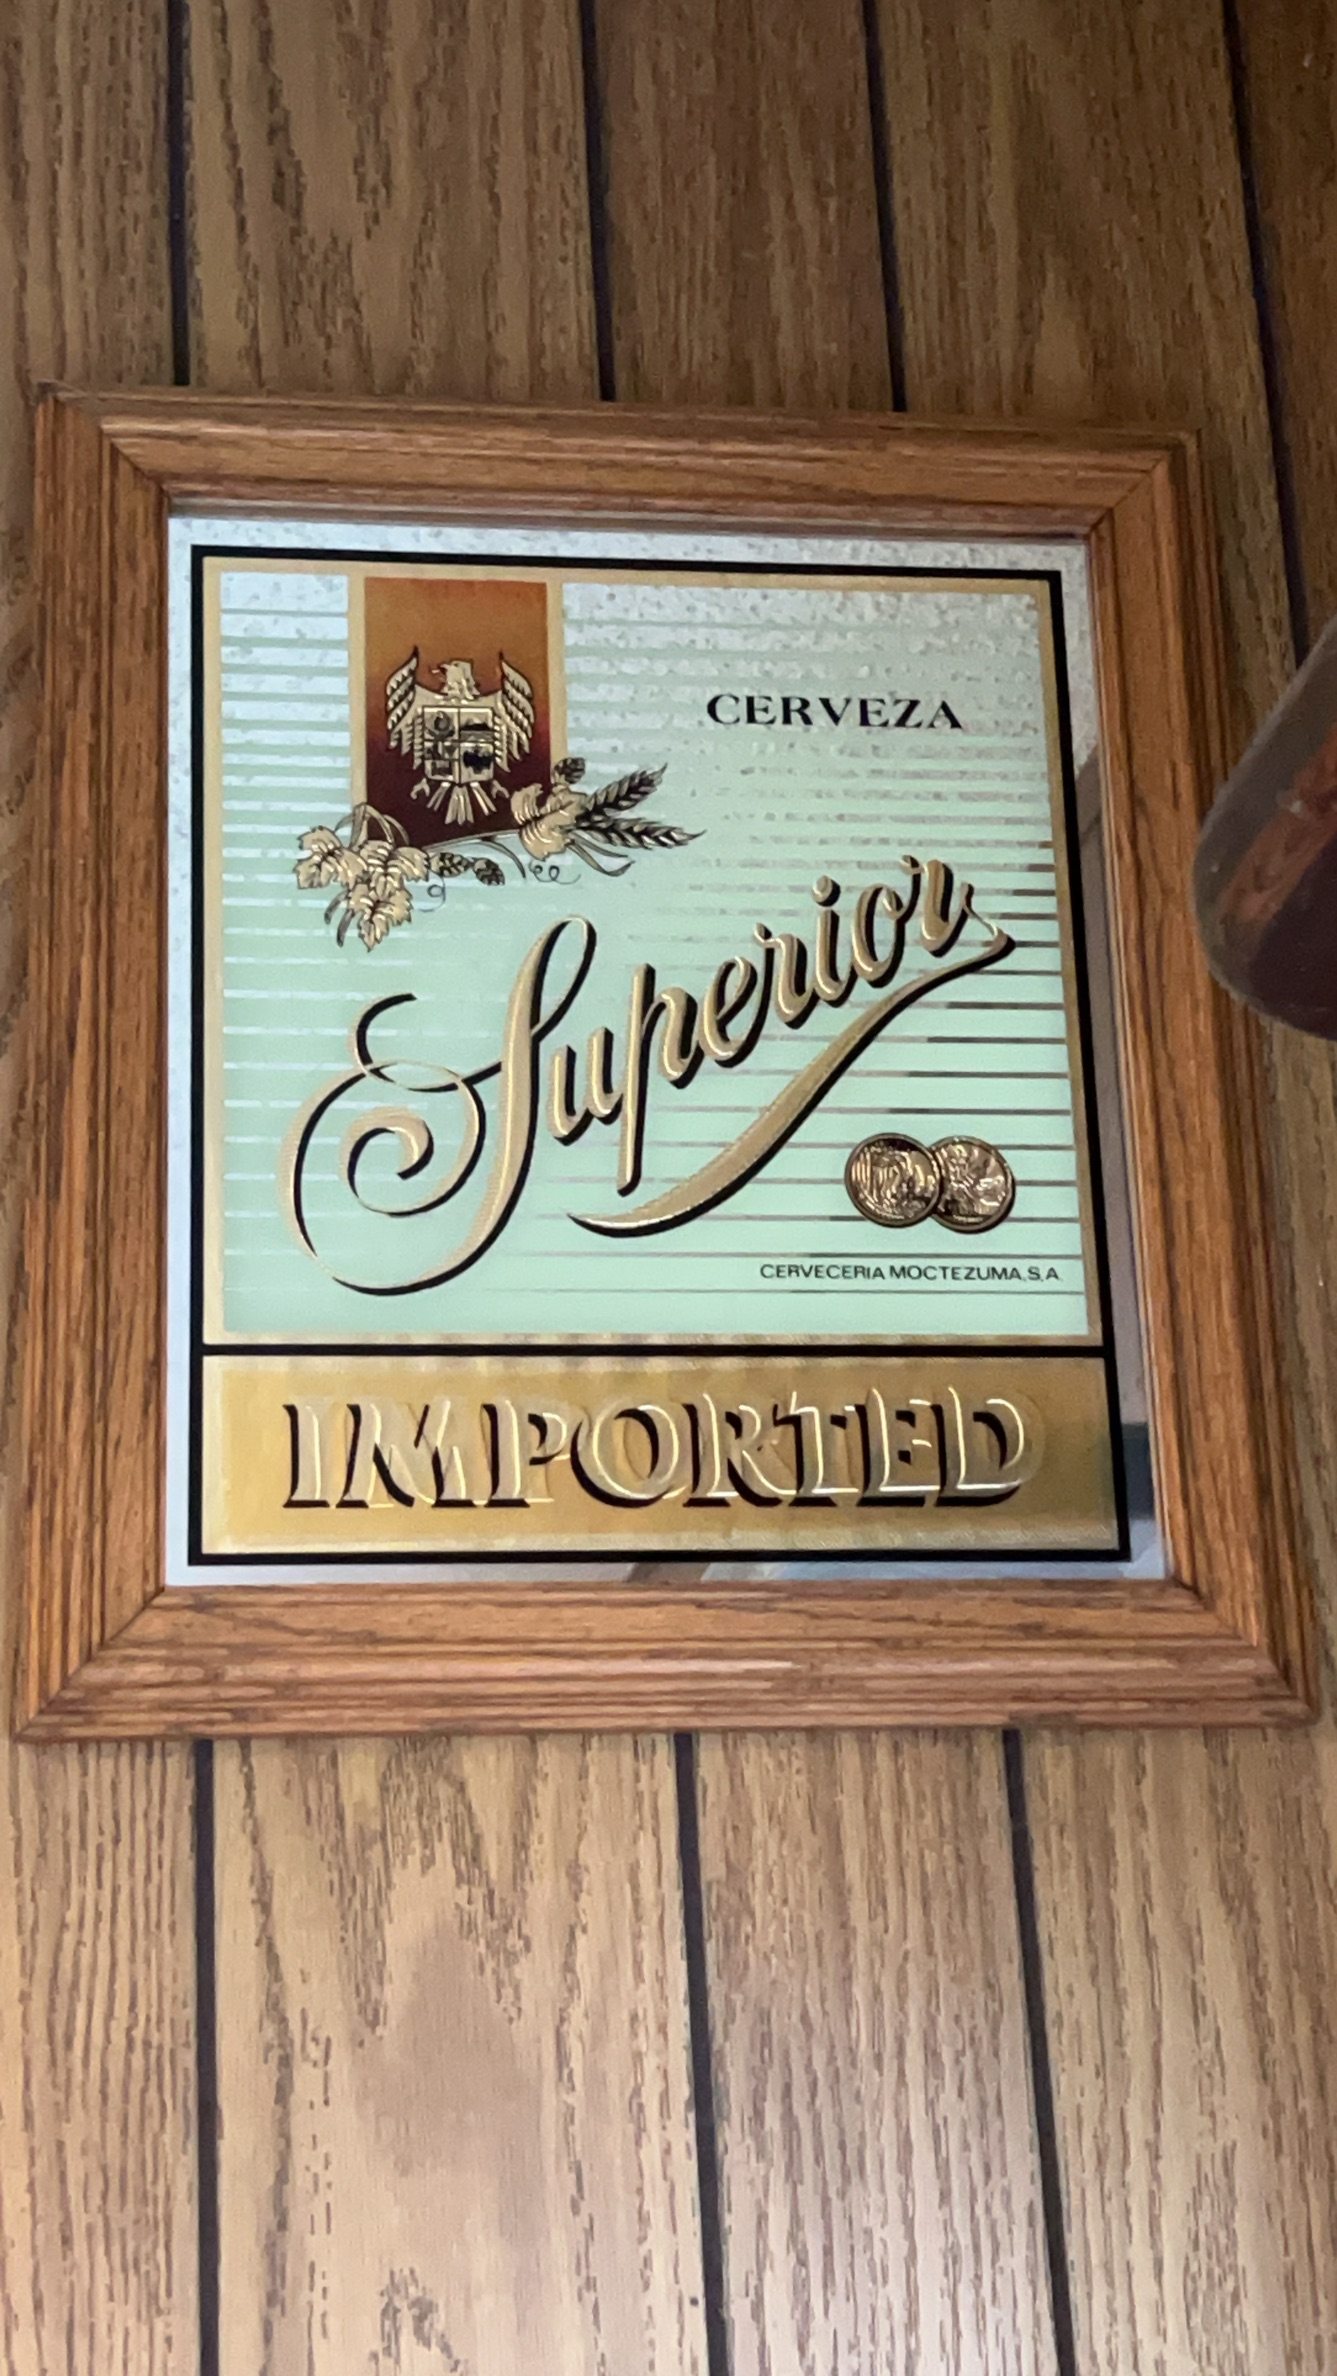 CERVEZA
Superior
CERVECERIA MOCTEZUMA, S.A.
IMPORTED